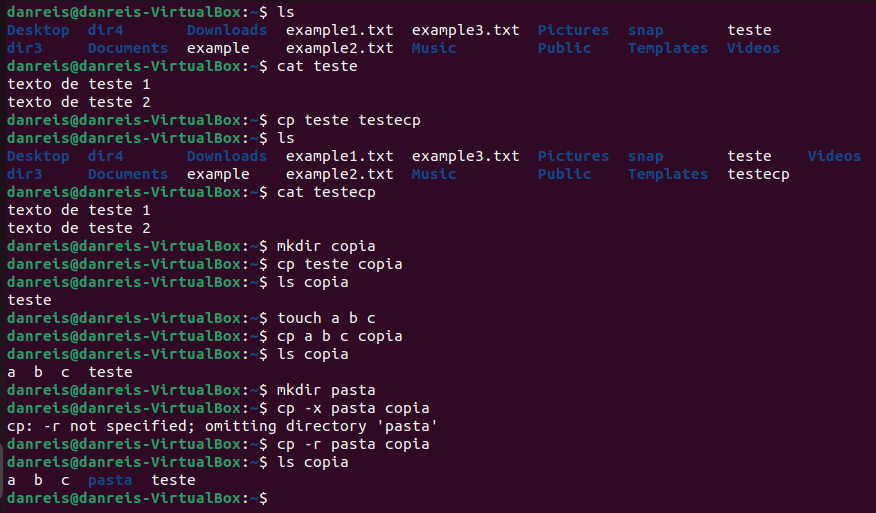 danreis@danreis-VirtualBox:~$ ls
Desktop  dir4       Downloads  example1.txt  example3.txt  Pictures  snap       teste
dir3     Documents  example    example2.txt  Music         Public    Templates  Videos
danreis@danreis-VirtualBox:~$ cat teste
texto de teste 1
texto de teste 2
danreis@danreis-VirtualBox:~$ cp teste testecp
danreis@danreis-VirtualBox:~$ ls
Desktop  dir4       Downloads  example1.txt  example3.txt  Pictures  snap       teste    Videos
dir3     Documents  example    example2.txt  Music         Public    Templates  testecp
danreis@danreis-VirtualBox:~$ cat testecp
texto de teste 1
texto de teste 2
danreis@danreis-VirtualBox:~$ mkdir copia
danreis@danreis-VirtualBox:~$ cp teste copia
danreis@danreis-VirtualBox:~$ ls copia
teste
danreis@danreis-VirtualBox:~$ touch a b c
danreis@danreis-VirtualBox:~$ cp a b c copia
danreis@danreis-VirtualBox:~$ ls copia
a  b  c  teste
danreis@danreis-VirtualBox:~$ mkdir pasta
danreis@danreis-VirtualBox:~$ cp -x pasta copia
cp: -r not specified; omitting directory 'pasta'
danreis@danreis-VirtualBox:~$ cp -r pasta copia
danreis@danreis-VirtualBox:~$ ls copia
a  b  c  pasta  teste
danreis@danreis-VirtualBox:~$